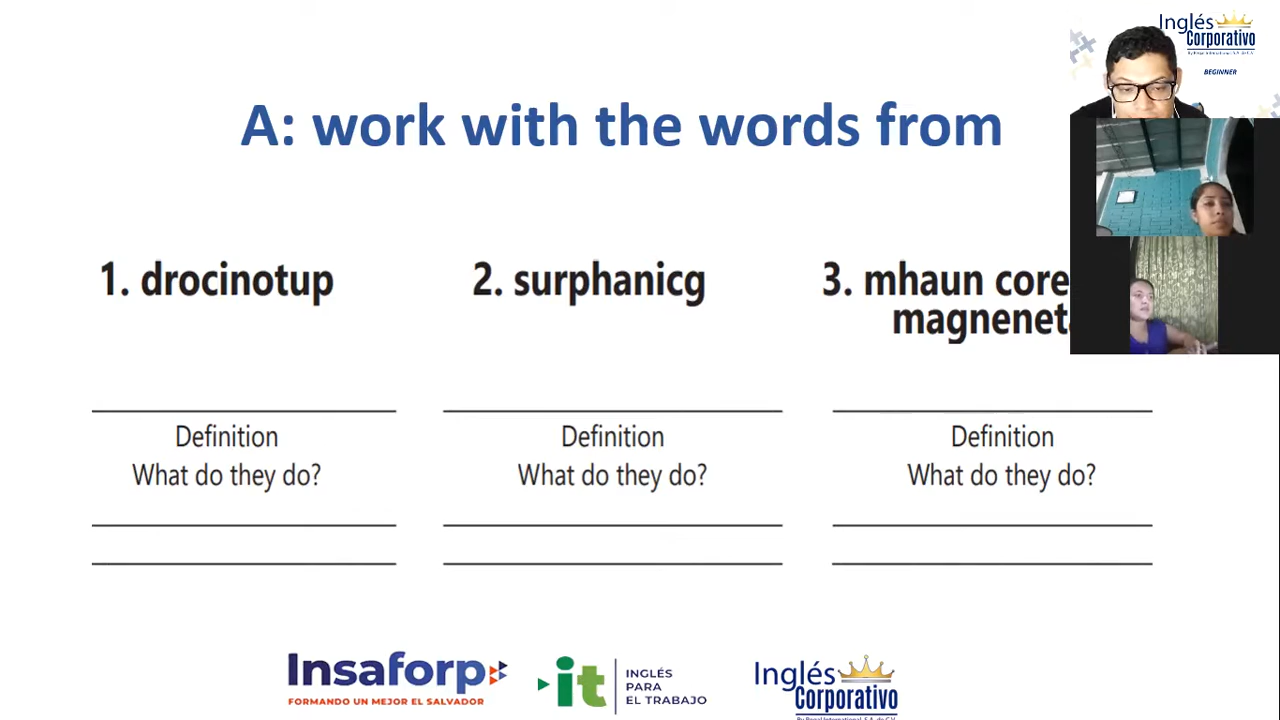 Inglés
Corporativo
BEGINNER
A: work with the words from
1. drocinotup
2. surphanicg
3. mhaun core
magnenet
Definition
What do they do?
Definition
What do they do?
Definition
What do they do?
Insaforp
FORMANDO UN MEJOR EL SALVADOR
it
INGLÉS
PARA
EL TRABAJO
Inglés
Corporativo